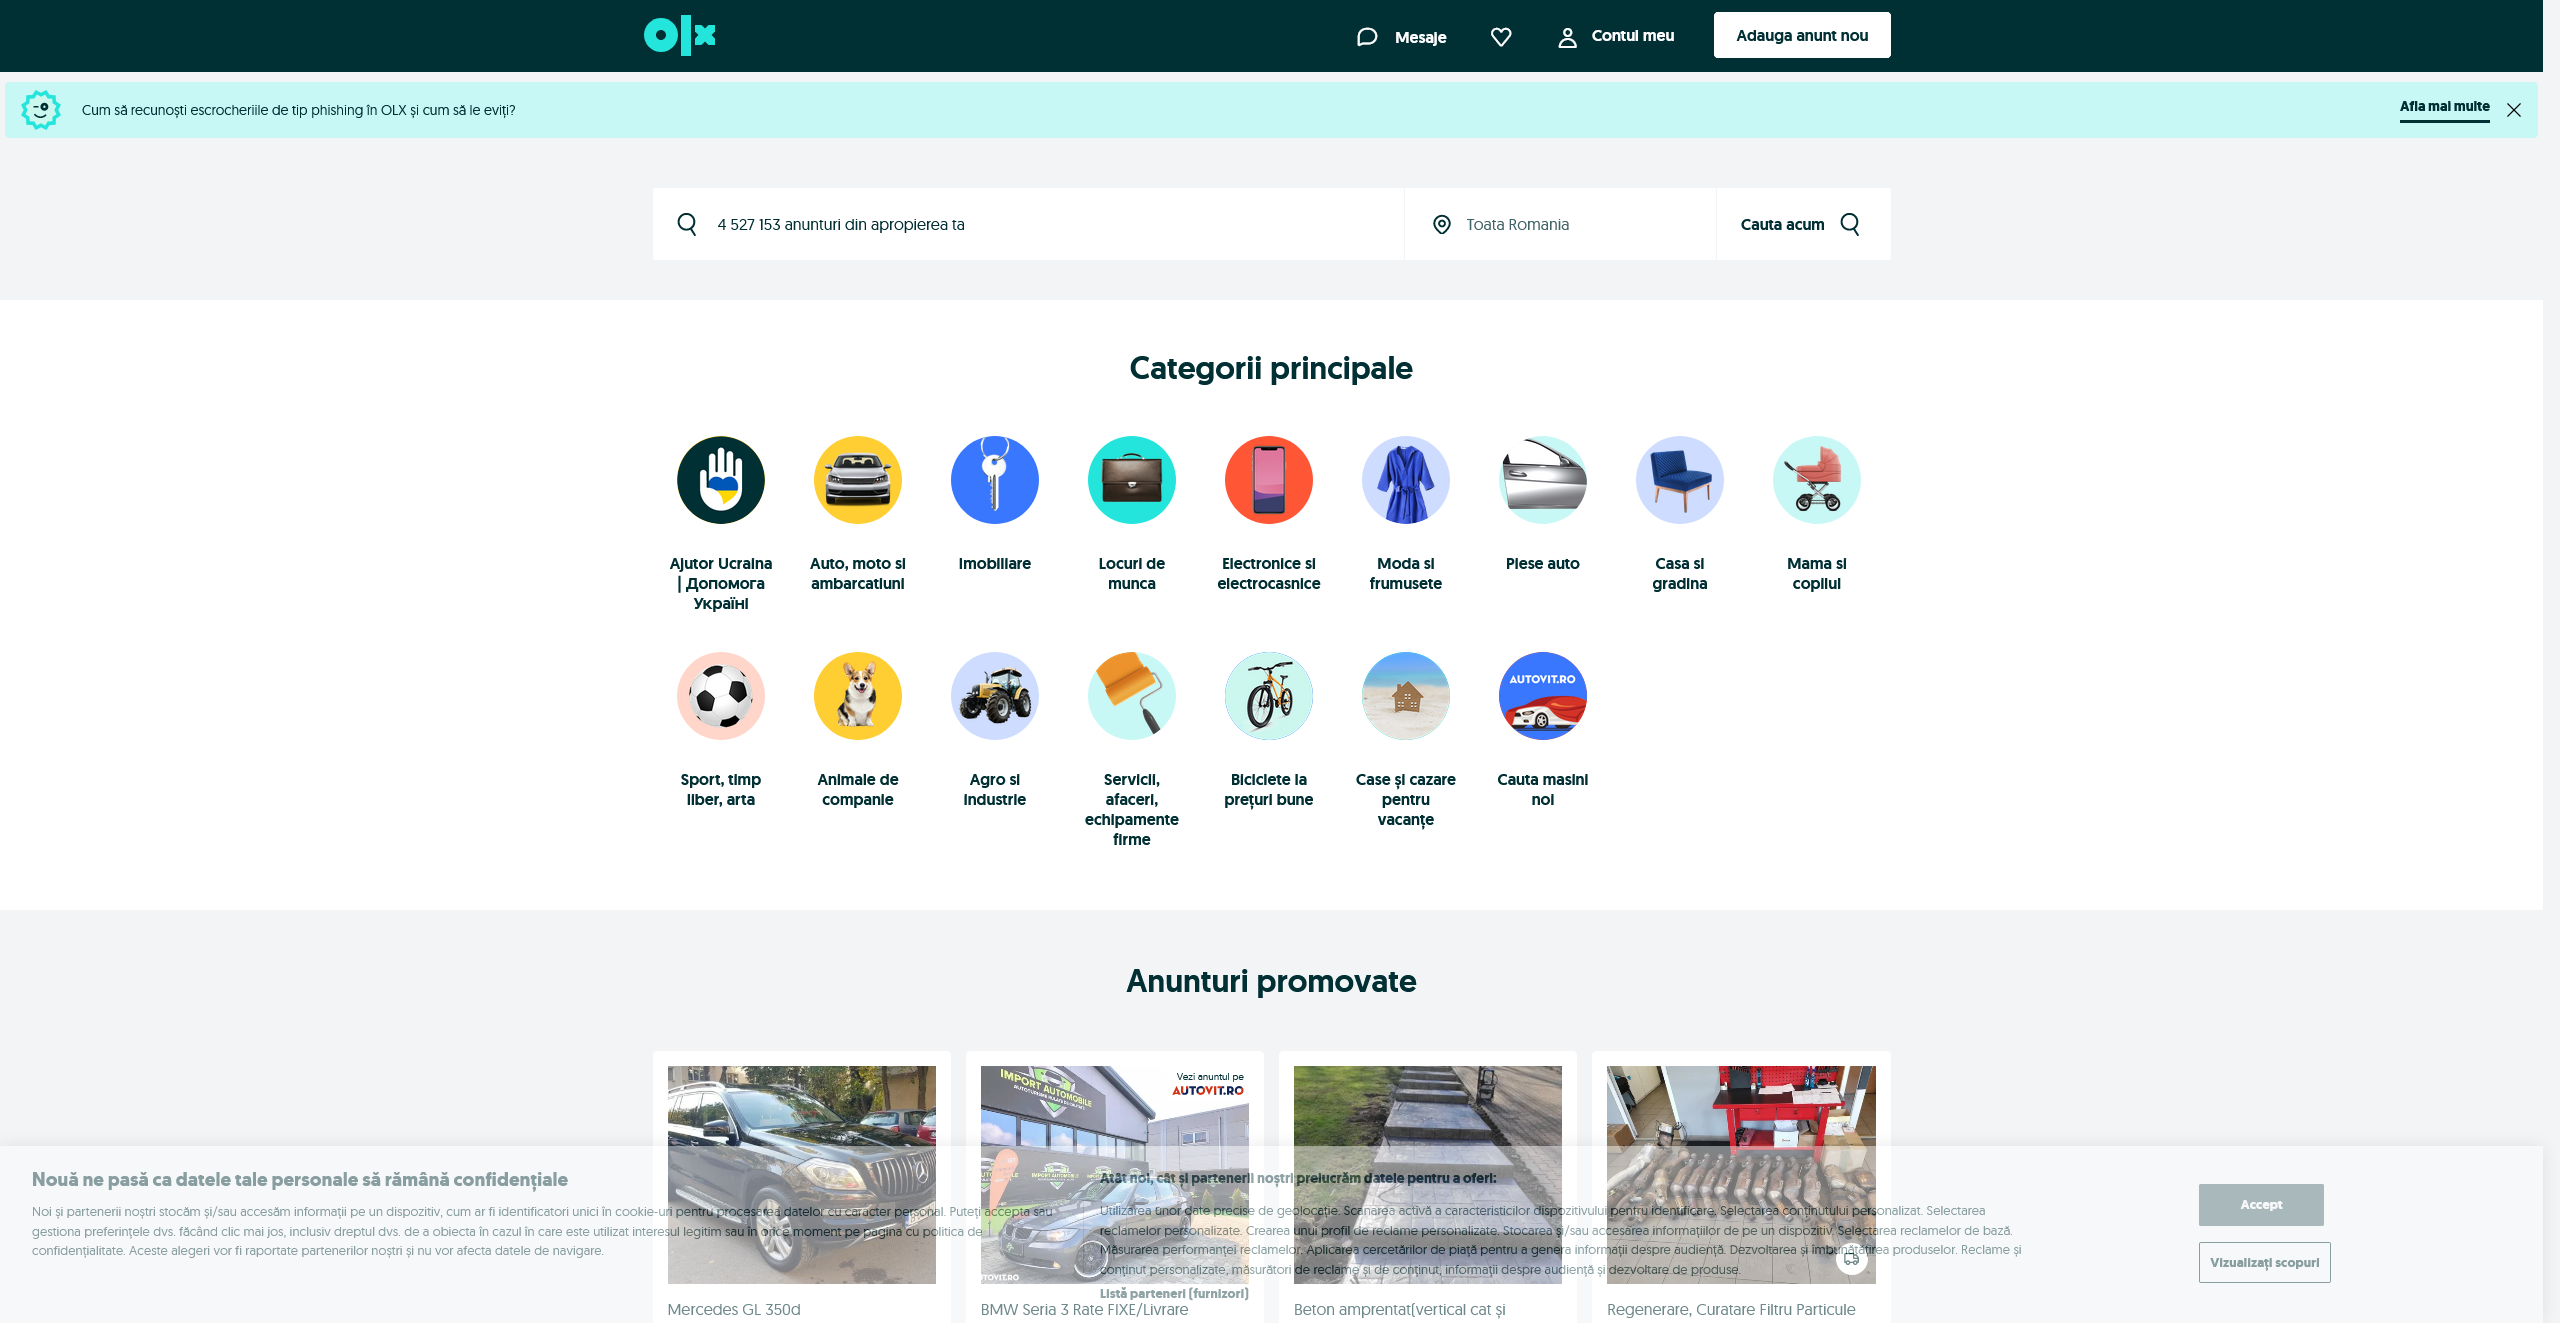 olx
Mesaje
Contul meu
Adauga anunt nou
Cum să recunoști escrocheriile de tip phishing în OLX și cum să le eviți?
Afla mai multe
4 527 153 anunturi din apropierea ta
Toata Romania
Cauta acum
Categorii principale
Ajutor Ucraina
| Допомога
Україні
Auto, moto si
ambarcatiuni
Imobiliare
Locuri de
munca
Electronice si
electrocasnice
Moda si
frumusete
Piese auto
Casa si
gradina
Mama si
copilul
AUTOVIT.RO
Sport, timp
liber, arta
Animale de
companie
Agro si
industrie
Servicii,
afaceri,
echipamente
firme
Biciclete la
prețuri bune
Case și cazare
pentru
vacanțe
Cauta masini
noi
Anunturi promovate
IMPORT AUTOMOBILE
Vezi anuntul pe
AUTOVIT.RO
Nouă ne pasă ca datele tale personale să rămână confidențiale
Noi și partenerii noștri stocăm și/sau accesăm informații pe un dispozitiv, cum ar fi identificatori unici în cookie-uri pentru procesarea datelor cu caracter personal. Puteți accepta sau
gestiona preferințele dvs. făcând clic mai jos, inclusiv dreptul dvs. de a obiecta în cazul în care este utilizat interesul legitim sau în orice moment pe pagina cu politica de
confidențialitate. Aceste alegeri vor fi raportate partenerilor noștri și nu vor afecta datele de navigare.
Atât noi, cât și partenerii noștri prelucrăm datele pentru a oferi:
Utilizarea unor date precise de geolocație. Scanarea activă a caracteristicilor dispozitivului pentru identificare. Selectarea conținutului personalizat. Selectarea
reclamelor personalizate. Crearea unui profil de reclame personalizate. Stocarea și/sau accesarea informațiilor de pe un dispozitiv. Selectarea reclamelor de bază.
Măsurarea performanței reclamelor. Aplicarea cercetărilor de piață pentru a genera informații despre audiență. Dezvoltarea și îmbunătățirea produselor. Reclame și
conținut personalizate, măsurători de reclame și de conținut, informații despre audiență și dezvoltare de produse.
Listă parteneri (furnizori)
Accept
Vizualizați scopuri
Mercedes GL 350d
BMW Seria 3 Rate FIXE/Livrare
Beton amprentat(vertical cat și
Regenerare, Curatare Filtru Particule